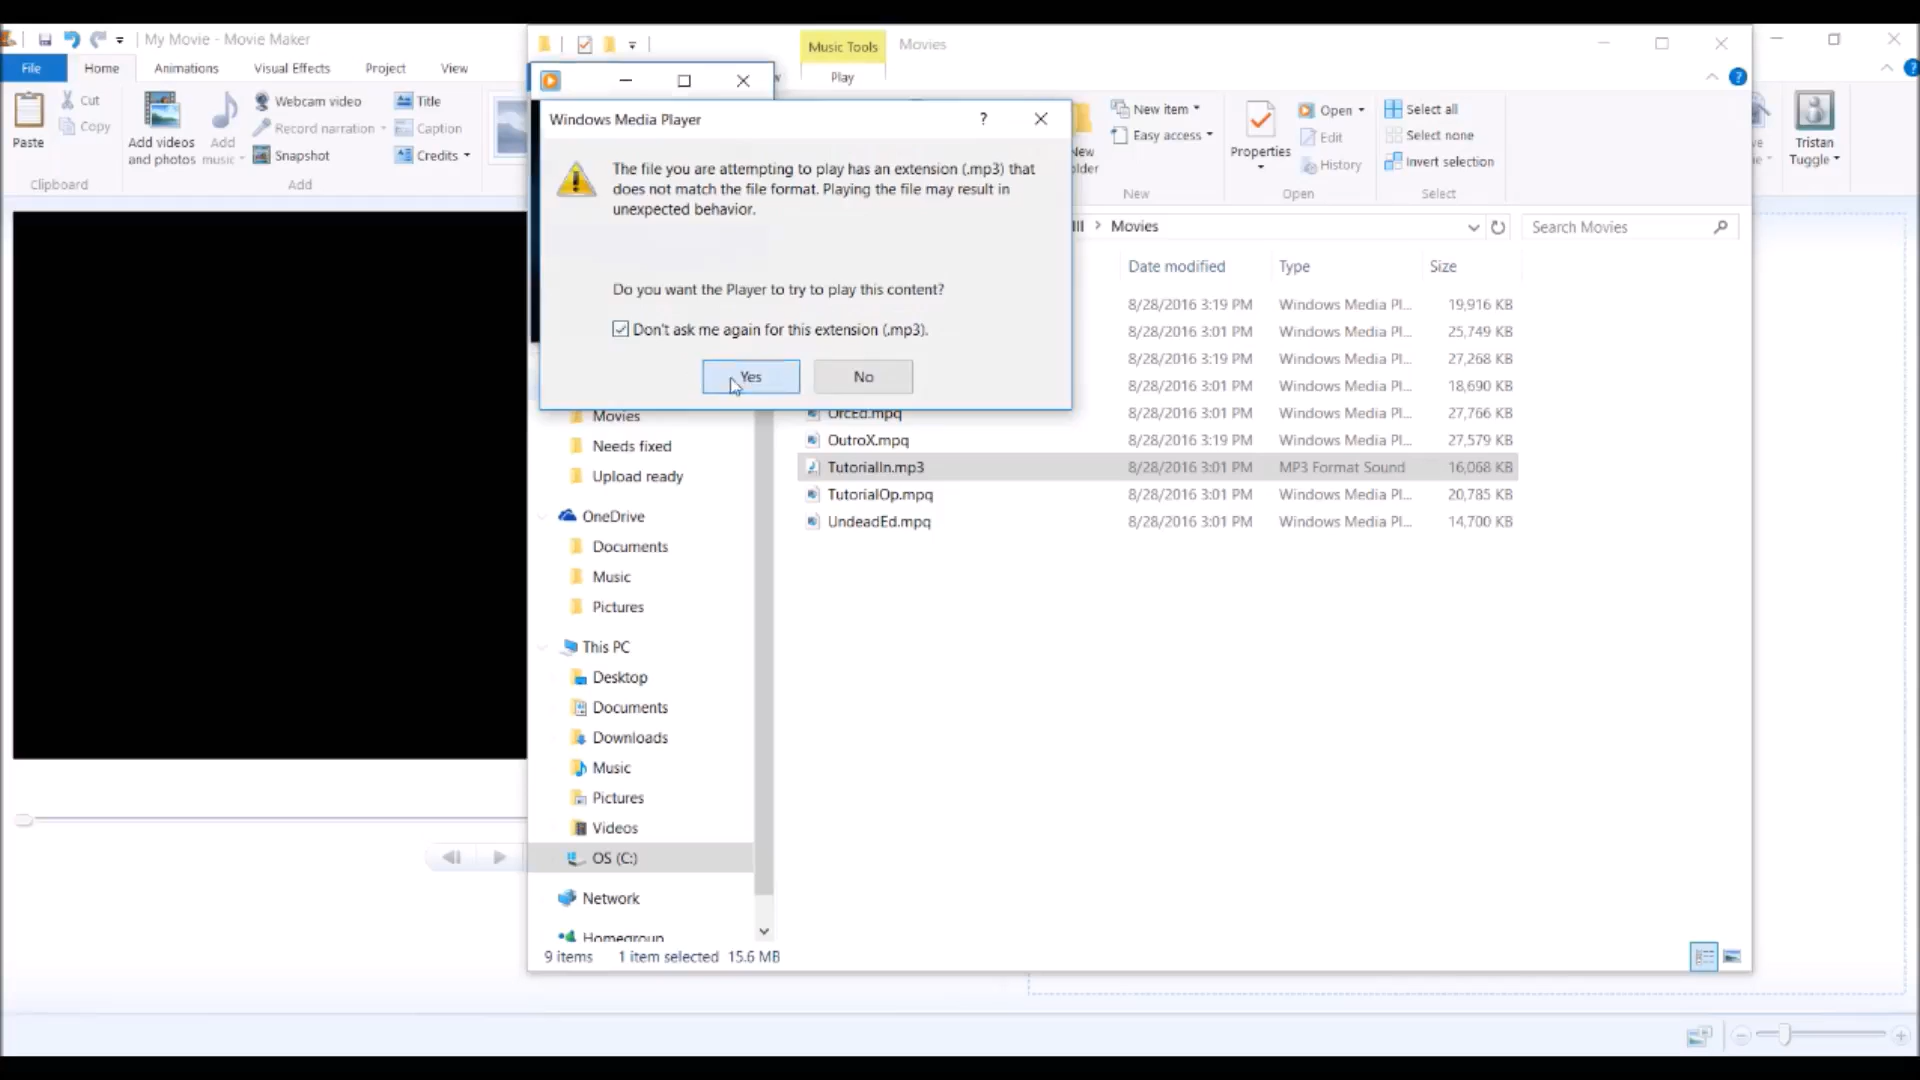 My Movie - Movie Maker
File
Home
Animations
Visual Effects
Project
View
Paste
Cut
Copy
Clipboard
Add videos and photos
Add music
Webcam video
Record narration
Snapshot
Title
Caption
Credits
Add
Music Tools
Movies
Play
New item
Easy access
New
Properties
Open
Edit
History
Open
Select all
Select none
Invert selection
Select
Tristan
Tuggle
Windows Media Player
The file you are attempting to play has an extension (.mp3) that
does not match the file format. Playing the file may result in
unexpected behavior.
Do you want the Player to try to play this content?
Don't ask me again for this extension (.mp3).
Yes
No
III > Movies
Search Movies
Date modified Type Size
8/28/2016 3:19 PM Windows Media Pl... 19,916 KB
8/28/2016 3:01 PM Windows Media Pl... 25,749 KB
8/28/2016 3:19 PM Windows Media Pl... 27,268 KB
8/28/2016 3:01 PM Windows Media Pl... 18,690 KB
OrcEd.mpq 8/28/2016 3:01 PM Windows Media Pl... 27,766 KB
OutroX.mpq 8/28/2016 3:19 PM Windows Media Pl... 27,579 KB
TutorialIn.mp3 8/28/2016 3:01 PM MP3 Format Sound 16,068 KB
TutorialOp.mpq 8/28/2016 3:01 PM Windows Media Pl... 20,785 KB
UndeadEd.mpq 8/28/2016 3:01 PM Windows Media Pl... 14,700 KB
Movies
Needs fixed
Upload ready
OneDrive
Documents
Music
Pictures
This PC
Desktop
Documents
Downloads
Music
Pictures
Videos
OS (C:)
Network
Homegroup
9 items 1 item selected 15.6 MB